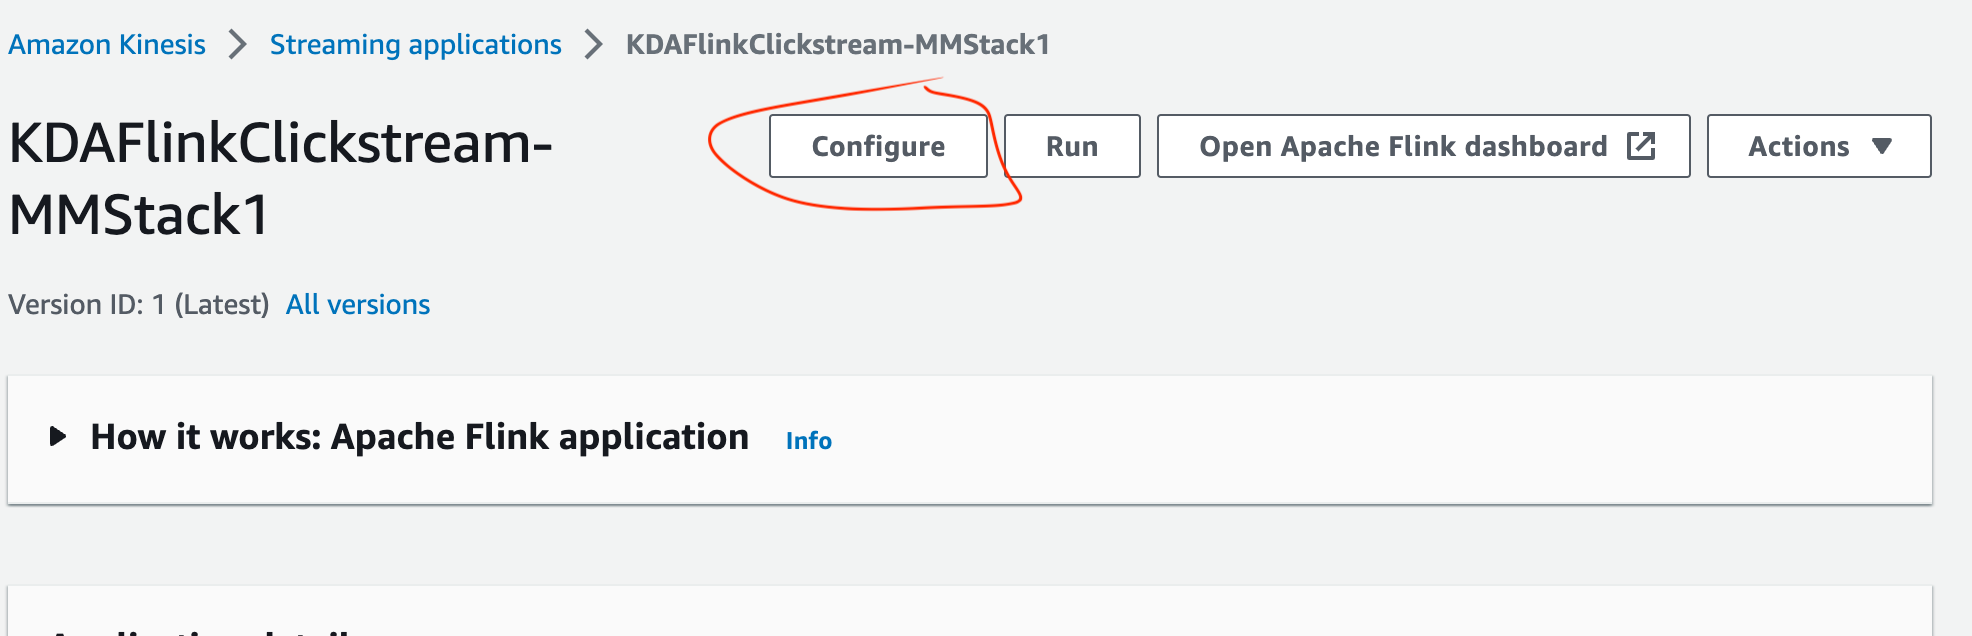 Amazon Kinesis > Streaming applications > KDAFlinkClickstream-MMStack1
KDAFlinkClickstream-
MMStack1
Configure Run Open Apache Flink dashboard Actions
Version ID: 1 (Latest) All versions
How it works: Apache Flink application Info